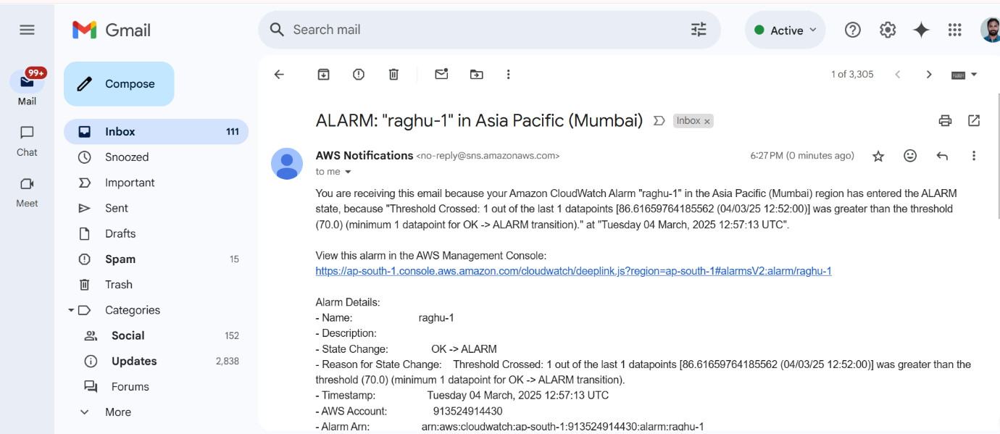 Gmail
Search mail
Active
99+
Mail
Chat
Meet
Compose
Inbox 111
Snoozed
Important
Sent
Drafts
Spam 15
Trash
Categories
Social 152
Updates 2,838
Forums
More
1 of 3,305
ALARM: "raghu-1" in Asia Pacific (Mumbai) Inbox x
AWS Notifications <no-reply@sns.amazonaws.com> 6:27 PM (0 minutes ago)
to me
You are receiving this email because your Amazon CloudWatch Alarm "raghu-1" in the Asia Pacific (Mumbai) region has entered the ALARM
state, because "Threshold Crossed: 1 out of the last 1 datapoints [86.61659764185562 (04/03/25 12:52:00)] was greater than the threshold
(70.0) (minimum 1 datapoint for OK -> ALARM transition)." at "Tuesday 04 March, 2025 12:57:13 UTC".
View this alarm in the AWS Management Console:
https://ap-south-1.console.aws.amazon.com/cloudwatch/deeplink.js?region=ap-south-1#alarmsV2:alarm/raghu-1
Alarm Details:
- Name: raghu-1
- Description:
- State Change: OK -> ALARM
- Reason for State Change: Threshold Crossed: 1 out of the last 1 datapoints [86.61659764185562 (04/03/25 12:52:00)] was greater than the
threshold (70.0) (minimum 1 datapoint for OK -> ALARM transition).
- Timestamp: Tuesday 04 March, 2025 12:57:13 UTC
- AWS Account: 913524914430
- Alarm Arn: arn:aws:cloudwatch:ap-south-1:913524914430:alarm:raghu-1